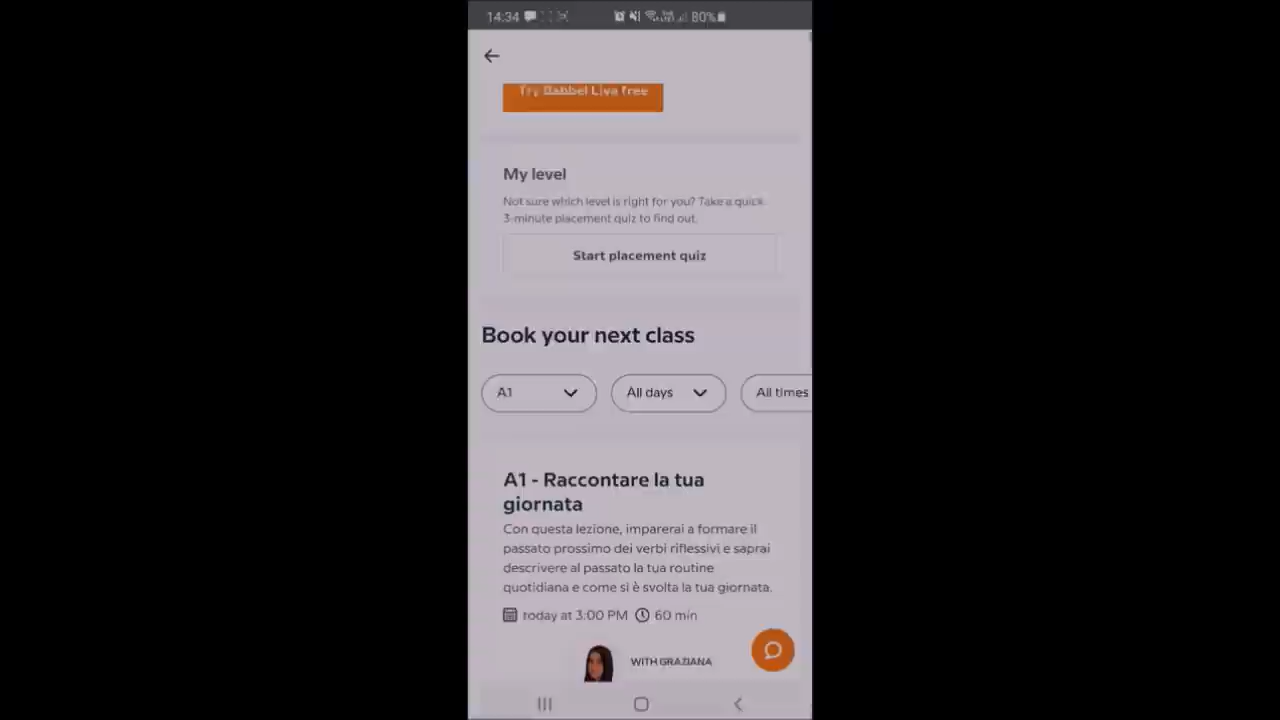 14:34 80%
Try Babbel Live free
My level
Not sure which level is right for you? Take a quick
3-minute placement quiz to find out.
Start placement quiz
Book your next class
A1 All days All times
A1 - Raccontare la tua
giornata
Con questa lezione, imparerai a formare il
passato prossimo dei verbi riflessivi e saprai
descrivere al passato la tua routine
quotidiana e come si è svolta la tua giornata.
today at 3:00 PM 60 min
WITH GRAZIANA